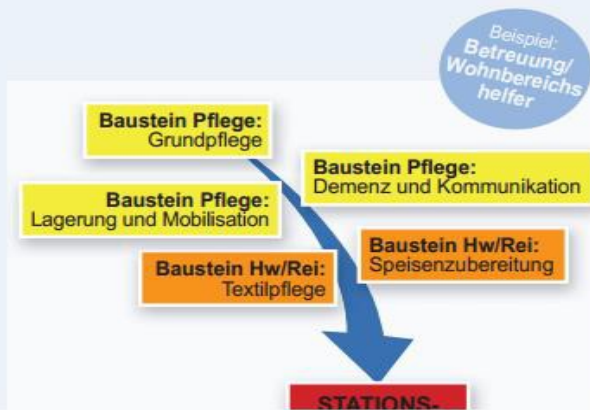 Beispiel:
Betreuung/
Wohnbereichs
helfer
Baustein Pflege:
Grundpflege
Baustein Pflege:
Demenz und Kommunikation
Baustein Pflege:
Lagerung und Mobilisation
Baustein Hw/Rei:
Speisenzubereitung
Baustein Hw/Rei:
Textilpflege
STATIONS-